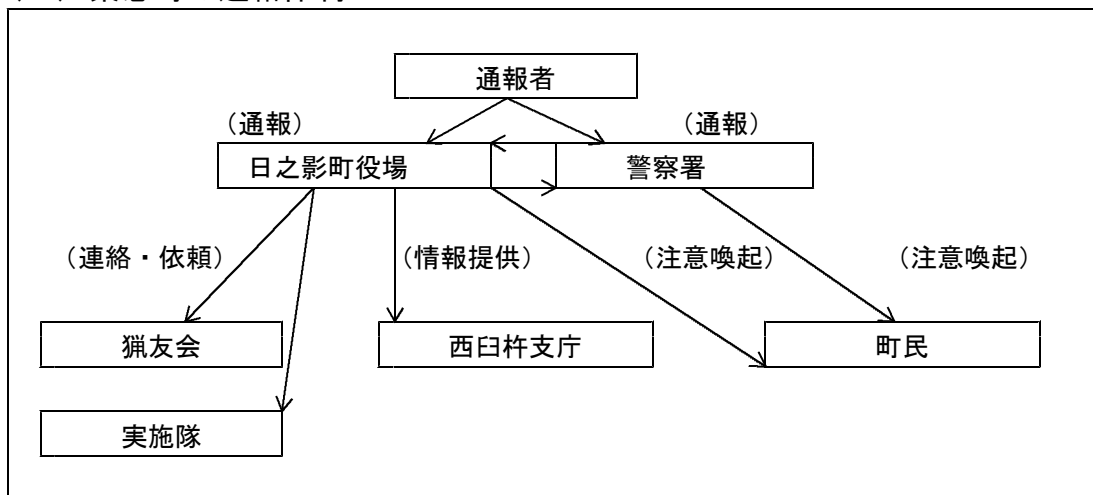 通報者
(通報) (通報)
日之影町役場 警察署
(連絡・依頼) (情報提供) (注意喚起) (注意喚起)
猟友会 西臼杵支庁 町民
実施隊